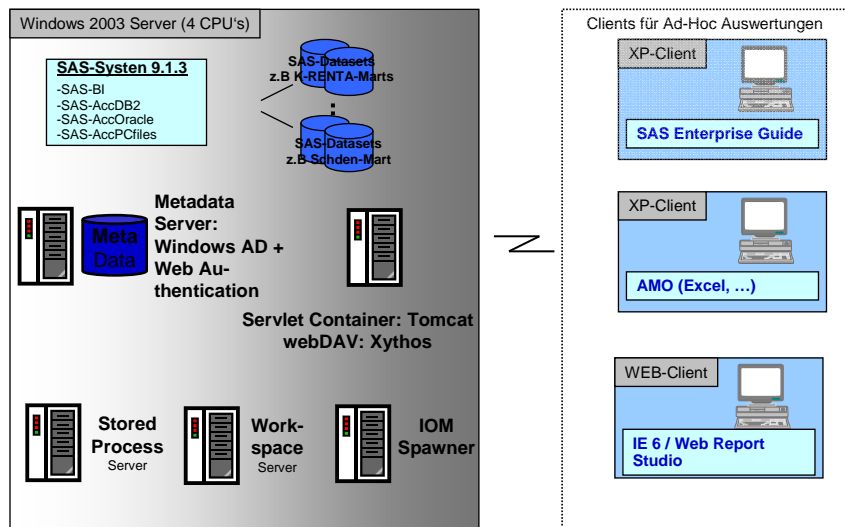 Windows 2003 Server (4 CPU's)
SAS-Systen 9.1.3
-SAS-BI
-SAS-AccDB2
-SAS-AccOracle
-SAS-AccPCfiles
SAS-Datasets
z.B K-RENTA-Marts
:
SAS-Datasets
z.B Schden-Mart
Meta
Data
Metadata
Server:
Windows AD +
Web Au-
thentication
Servlet Container: Tomcat
webDAV: Xythos
Stored
Process
Server
Work-
space
Server
IOM
Spawner
Clients für Ad-Hoc Auswertungen
XP-Client
SAS Enterprise Guide
XP-Client
AMO (Excel, …)
WEB-Client
IE 6 / Web Report
Studio